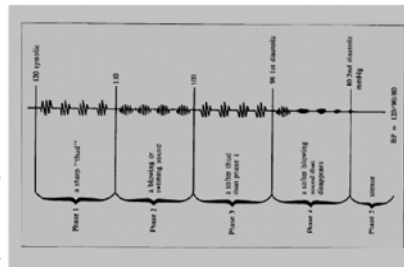 120 systolic
Phase 1
a sharp "thud"
110
Phase 2
a blowing or
swishing sound
100
Phase 3
a softer thud
than phase 1
90 1st diastolic
Phase 4
a softer blowing
sound that
disappears
80 2nd diastolic
mmHg
Phase 5
silence
BP = 120/90/80